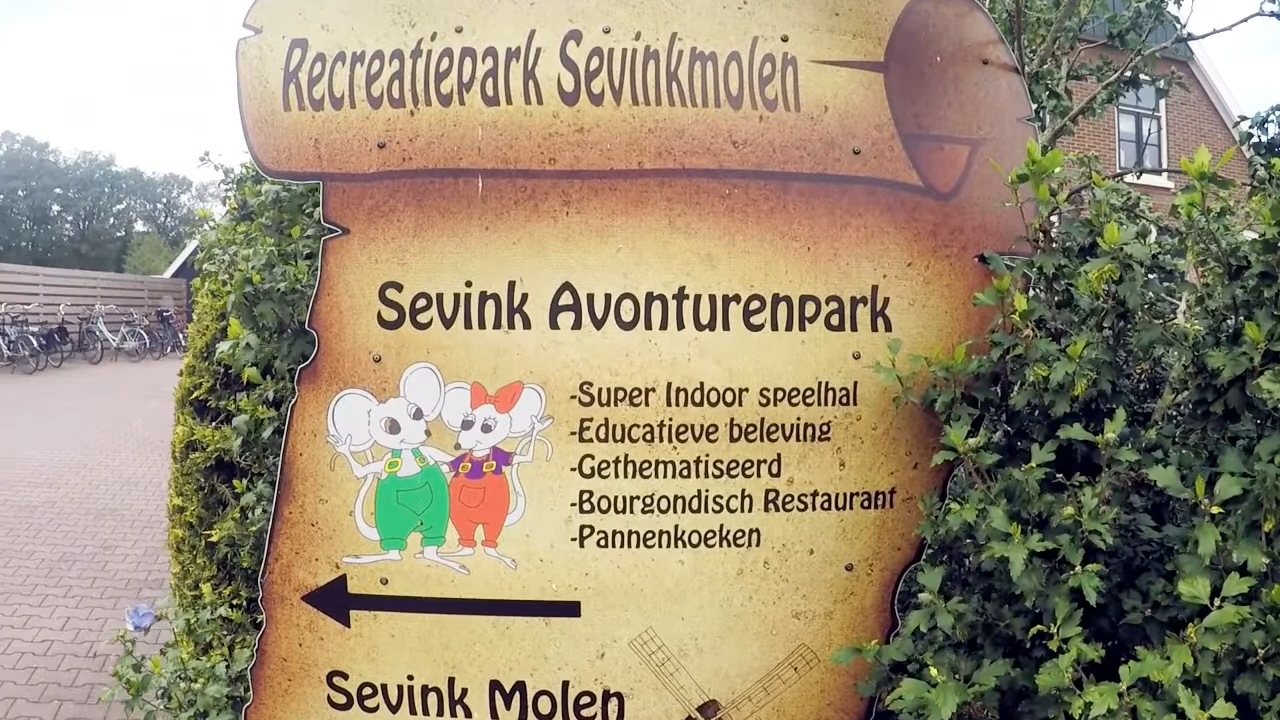 Recreatiepark Sevinkmolen
Sevink Avonturenpark
-Super Indoor speelhal
-Educatieve beleving
-Gethematiseerd
-Bourgondisch Restaurant
-Pannenkoeken
Sevink Molen